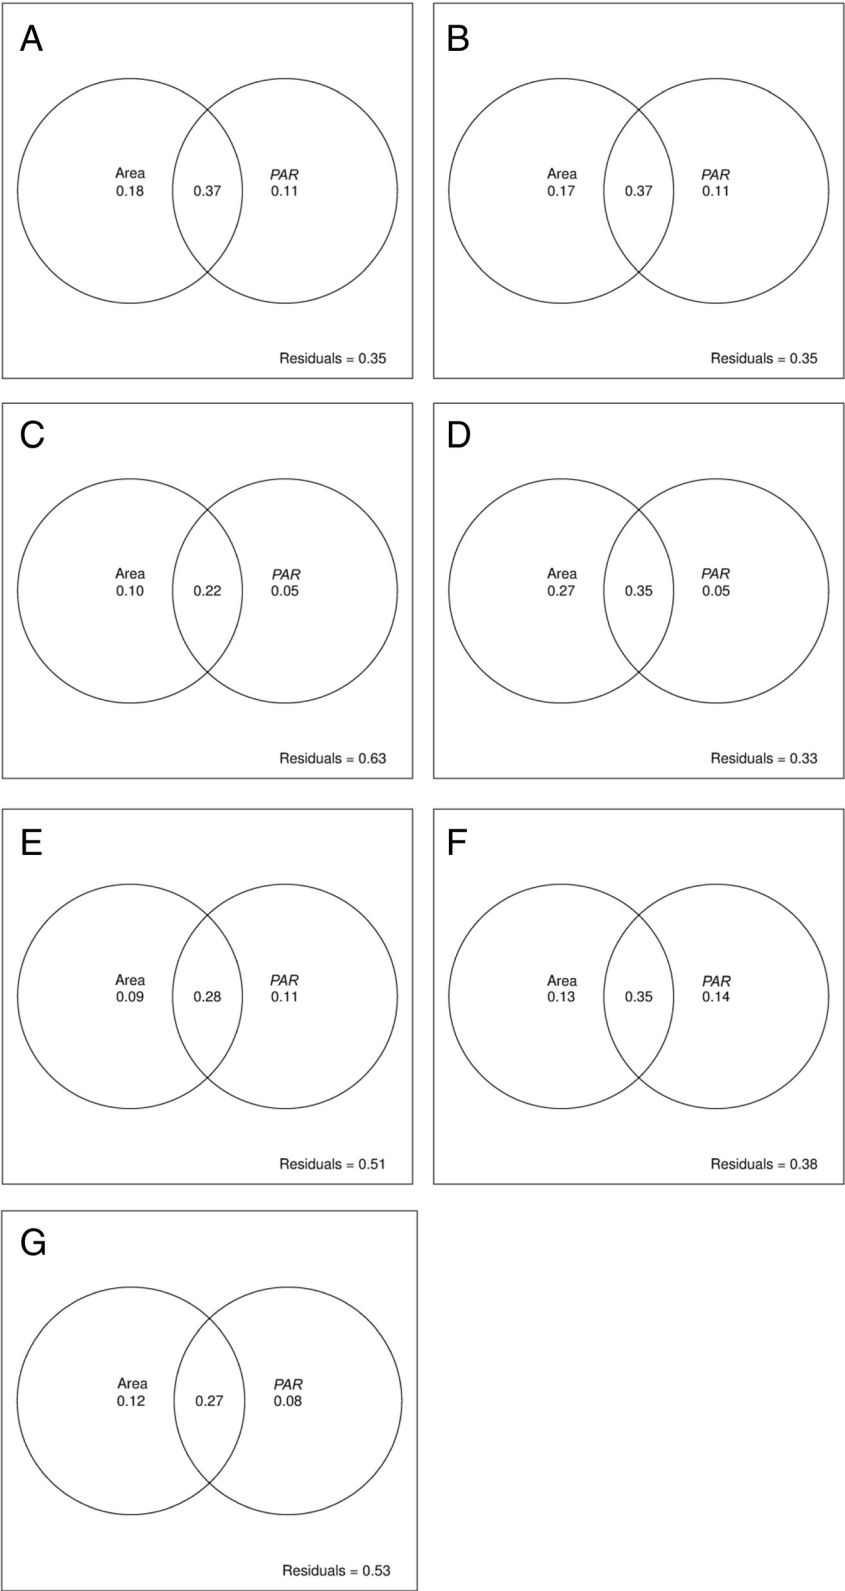 A
Area
0.18
0.37
PAR
0.11
Residuals = 0.35
B
Area
0.17
0.37
PAR
0.11
Residuals = 0.35
C
Area
0.10
0.22
PAR
0.05
Residuals = 0.63
D
Area
0.27
0.35
PAR
0.05
Residuals = 0.33
E
Area
0.09
0.28
PAR
0.11
Residuals = 0.51
F
Area
0.13
0.35
PAR
0.14
Residuals = 0.38
G
Area
0.12
0.27
PAR
0.08
Residuals = 0.53